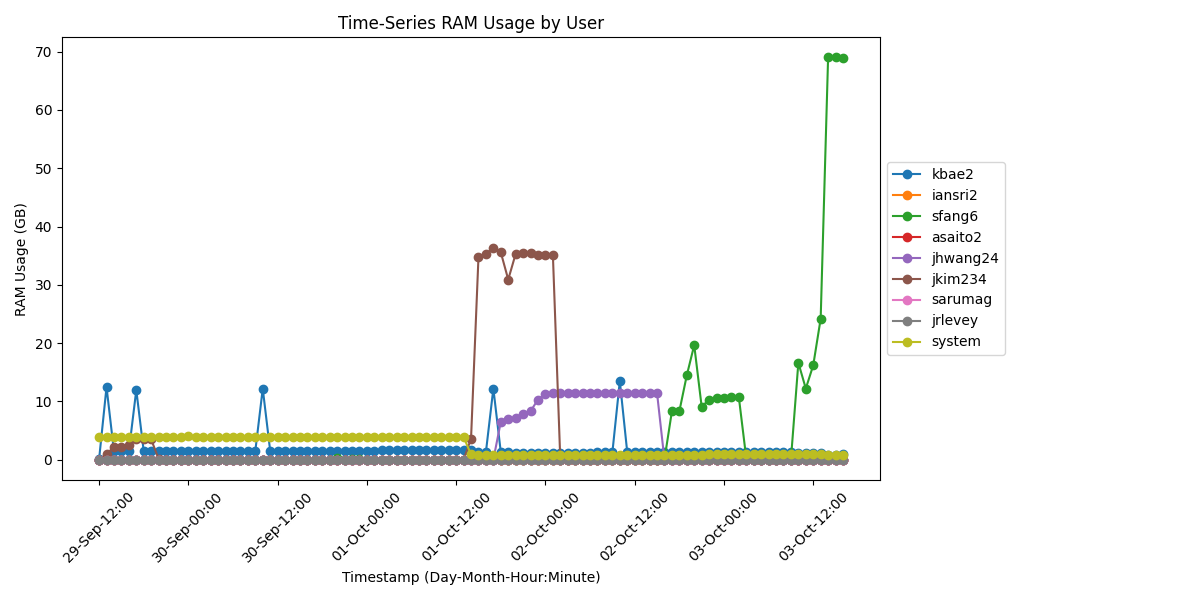 Time-Series RAM Usage by User
70
60
50
40
30
20
10
0
RAM Usage (GB)
29-Sep-12:00
30-Sep-00:00
30-Sep-12:00
01-Oct-00:00
01-Oct-12:00
02-Oct-00:00
02-Oct-12:00
03-Oct-00:00
03-Oct-12:00
Timestamp (Day-Month-Hour:Minute)
kbae2
iansri2
sfang6
asaito2
jhwang24
jkim234
sarumag
jrlevey
system